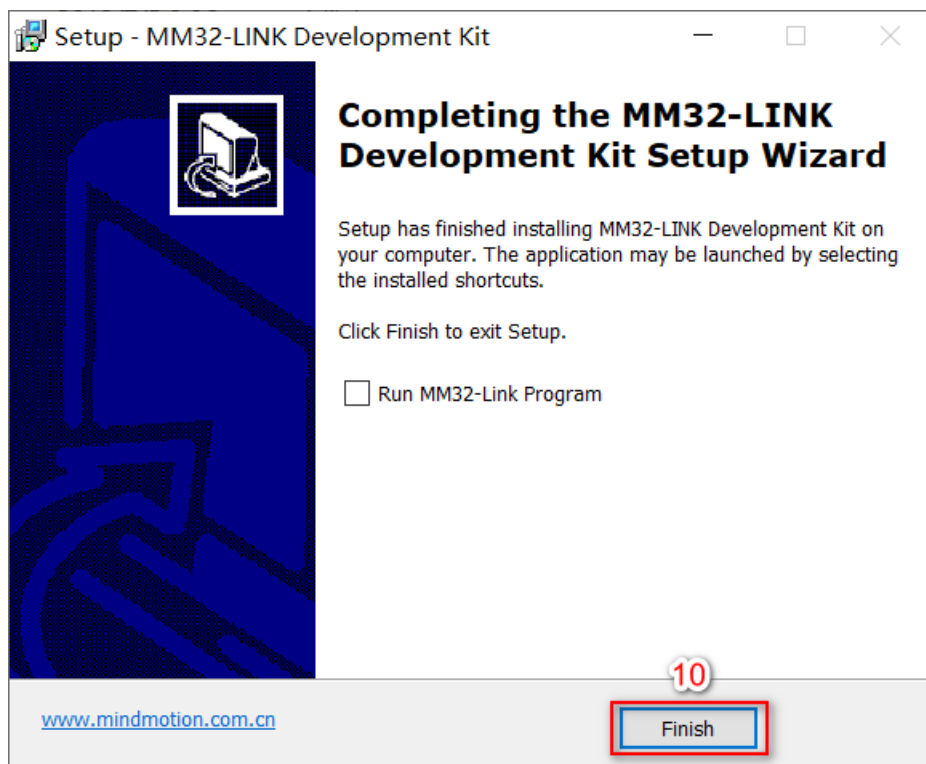 Setup - MM32-LINK Development Kit
Completing the MM32-LINK
Development Kit Setup Wizard
Setup has finished installing MM32-LINK Development Kit on
your computer. The application may be launched by selecting
the installed shortcuts.
Click Finish to exit Setup.
Run MM32-Link Program
10
www.mindmotion.com.cn
Finish